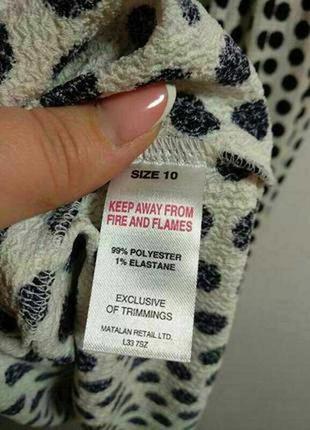 SIZE 10
KEEP AWAY FROM
FIRE AND FLAMES
99% POLYESTER
1% ELASTANE
EXCLUSIVE
OF TRIMMINGS
MATALAN RETAIL LTD.
L33 7SZ